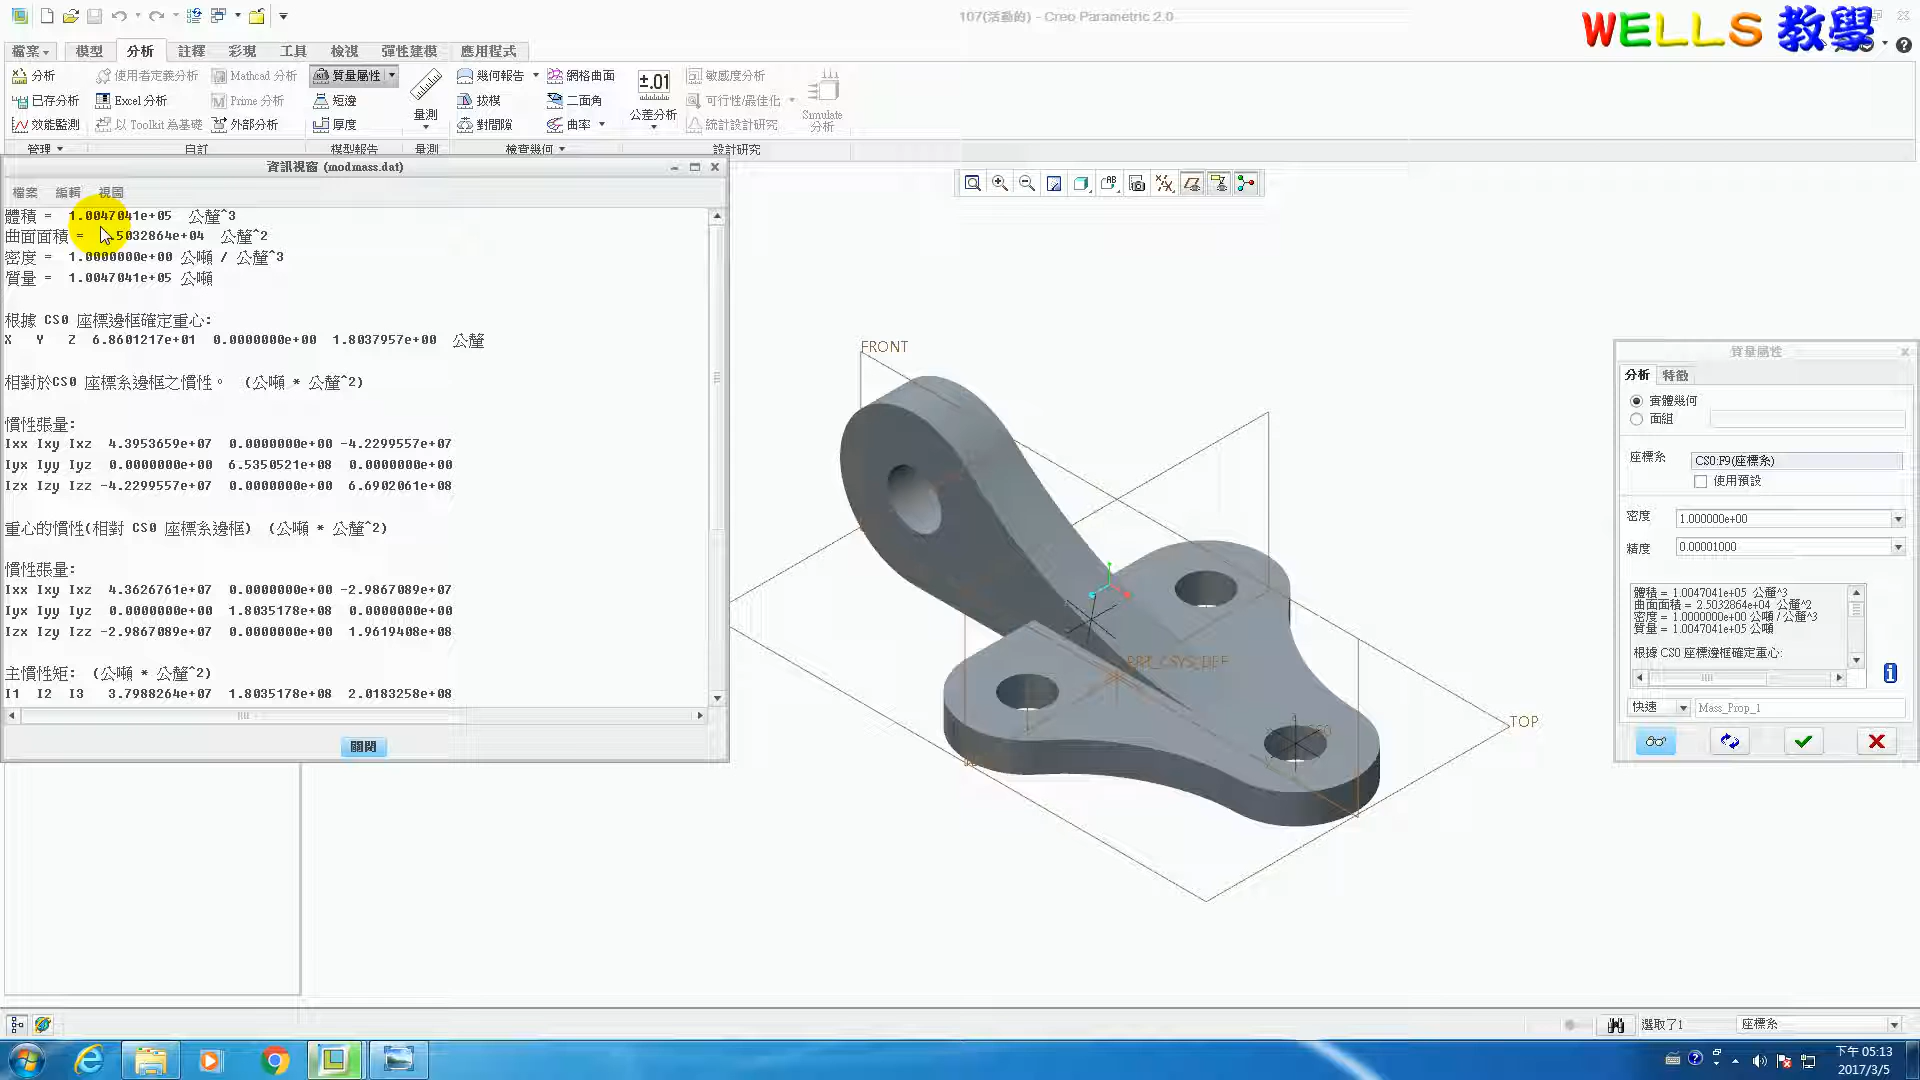 107(活動的) - Creo Parametric 2.0
WELLS 教學
檔案 模型 分析 註釋 彩現 工具 檢視 彈性建模 應用程式
分析 使用者定義分析 Mathcad 分析 質量屬性 幾何報告 網格曲面 敏感度分析
已存分析 Excel 分析 Prime 分析 短邊 拔模 二面角 可行性/最佳化
效能監測 以 Toolkit 為基礎 外部分析 厚度 對間隙 曲率 統計設計研究
量測 ±.01 公差分析 Simulate 分析
管理 自訂 模型報告 量測 檢查幾何 設計研究
資訊視窗 (modmass.dat)
檔案 編輯 視圖
體積 = 1.0047041e+05 公釐^3
曲面面積 = .5032864e+04 公釐^2
密度 = 1.0000000e+00 公噸 / 公釐^3
質量 = 1.0047041e+05 公噸
根據 CS0 座標邊框確定重心:
X Y Z 6.8601217e+01 0.0000000e+00 1.8037957e+00 公釐
相對於CS0 座標系邊框之慣性。 (公噸 * 公釐^2)
慣性張量:
Ixx Ixy Ixz 4.3953659e+07 0.0000000e+00 -4.2299557e+07
Iyx Iyy Iyz 0.0000000e+00 6.5350521e+08 0.0000000e+00
Izx Izy Izz -4.2299557e+07 0.0000000e+00 6.6902061e+08
重心的慣性(相對 CS0 座標系邊框) (公噸 * 公釐^2)
慣性張量:
Ixx Ixy Ixz 4.3626761e+07 0.0000000e+00 -2.9867089e+07
Iyx Iyy Iyz 0.0000000e+00 1.8035178e+08 0.0000000e+00
Izx Izy Izz -2.9867089e+07 0.0000000e+00 1.9619408e+08
主慣性矩: (公噸 * 公釐^2)
I1 I2 I3 3.7988264e+07 1.8035178e+08 2.0183258e+08
關閉
FRONT
PRT_CSYS_DEF
TOP
質量屬性
分析 特徵
實體幾何
面組
座標系 CS0:F9(座標系)
使用預設
密度 1.000000e+00
精度 0.00001000
體積 = 1.0047041e+05 公釐^3
曲面面積 = 2.5032864e+04 公釐^2
密度 = 1.0000000e+00 公噸 / 公釐^3
質量 = 1.0047041e+05 公噸
根據 CS0 座標邊框確定重心:
快速 Mass_Prop_1
選取了1 座標系
下午 05:13
2017/3/5